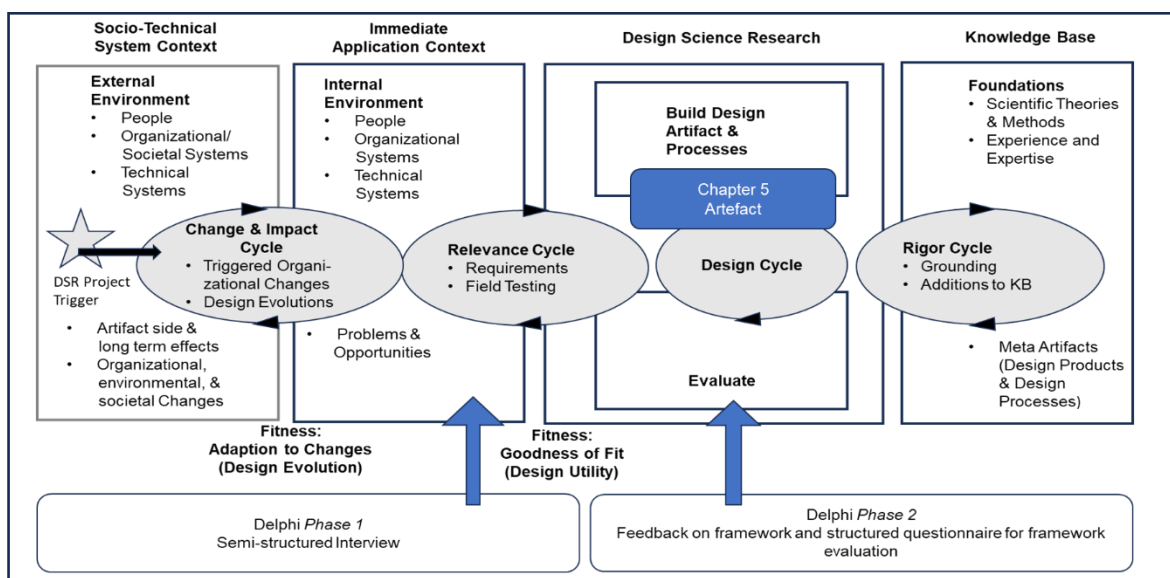 Socio-Technical
System Context
Immediate
Application Context
Design Science Research
Knowledge Base
External
Environment
• People
• Organizational/
Societal Systems
• Technical
Systems
Internal
Environment
• People
• Organizational
Systems
• Technical
Systems
Build Design
Artifact &
Processes
Chapter 5
Artefact
Foundations
• Scientific Theories
& Methods
• Experience and
Expertise
DSR Project
Trigger
Change & Impact
Cycle
• Triggered Organi-
zational Changes
• Design Evolutions
Relevance Cycle
• Requirements
• Field Testing
Design Cycle
Rigor Cycle
• Grounding
• Additions to KB
• Artifact side &
long term effects
• Organizational,
environmental, &
societal Changes
• Problems &
Opportunities
Evaluate
• Meta Artifacts
(Design Products
& Design
Processes)
Fitness:
Adaption to Changes
(Design Evolution)
Fitness:
Goodness of Fit
(Design Utility)
Delphi Phase 1
Semi-structured Interview
Delphi Phase 2
Feedback on framework and structured questionnaire for framework
evaluation